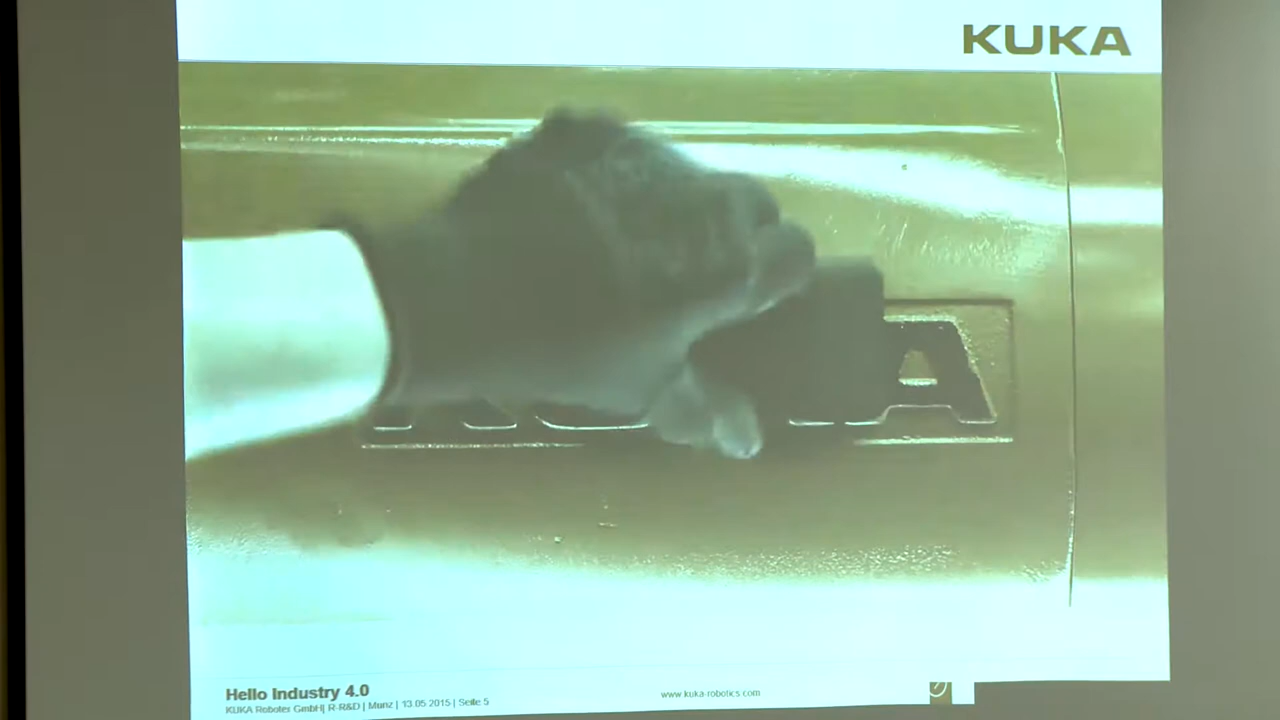 KUKA
A
Hello Industry 4.0
KUKA Roboter GmbH| R-R&D | Munz | 13.05.2015 | Seite 5
www.kuka-robotics.com